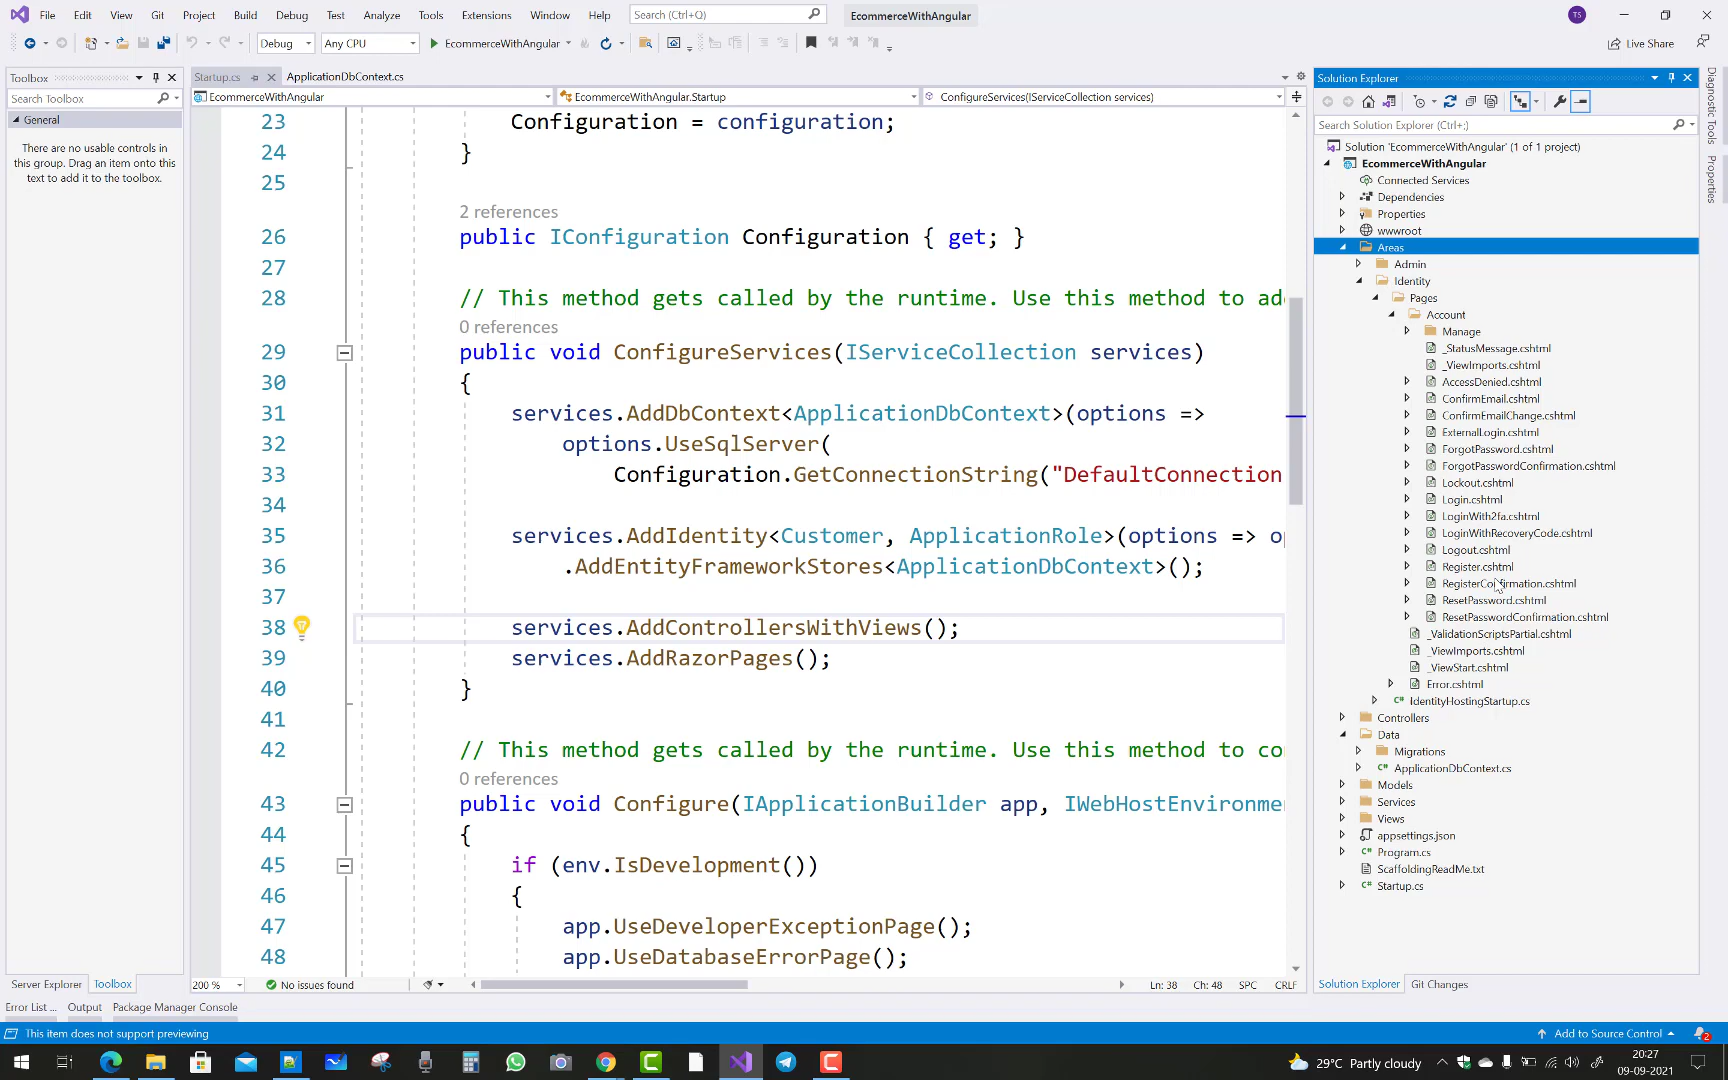 File Edit View Git Project Build Debug Test Analyze Tools Extensions Window Help Search (Ctrl+Q) EcommerceWithAngular TS
Debug Any CPU EcommerceWithAngular Live Share
Toolbox
Search Toolbox
General
There are no usable controls in
this group. Drag an item onto this
text to add it to the toolbox.
Startup.cs ApplicationDbContext.cs
EcommerceWithAngular EcommerceWithAngular.Startup ConfigureServices(IServiceCollection services)
23 Configuration = configuration;
24 }
25
2 references
26 public IConfiguration Configuration { get; }
27
28 // This method gets called by the runtime. Use this method to ad
0 references
29 public void ConfigureServices(IServiceCollection services)
30 {
31 services.AddDbContext<ApplicationDbContext>(options =>
32 options.UseSqlServer(
33 Configuration.GetConnectionString("DefaultConnection
34
35 services.AddIdentity<Customer, ApplicationRole>(options => o
36 .AddEntityFrameworkStores<ApplicationDbContext>();
37
38 services.AddControllersWithViews();
39 services.AddRazorPages();
40 }
41
42 // This method gets called by the runtime. Use this method to co
0 references
43 public void Configure(IApplicationBuilder app, IWebHostEnvironme
44 {
45 if (env.IsDevelopment())
46 {
47 app.UseDeveloperExceptionPage();
48 app.UseDatabaseErrorPage();
200 % No issues found Ln: 38 Ch: 48 SPC CRLF
Solution Explorer
Search Solution Explorer (Ctrl+;)
Solution 'EcommerceWithAngular' (1 of 1 project)
EcommerceWithAngular
Connected Services
Dependencies
Properties
wwwroot
Areas
Admin
Identity
Pages
Account
Manage
_StatusMessage.cshtml
_ViewImports.cshtml
AccessDenied.cshtml
ConfirmEmail.cshtml
ConfirmEmailChange.cshtml
ExternalLogin.cshtml
ForgotPassword.cshtml
ForgotPasswordConfirmation.cshtml
Lockout.cshtml
Login.cshtml
LoginWith2fa.cshtml
LoginWithRecoveryCode.cshtml
Logout.cshtml
Register.cshtml
RegisterConfirmation.cshtml
ResetPassword.cshtml
ResetPasswordConfirmation.cshtml
_ValidationScriptsPartial.cshtml
_ViewImports.cshtml
_ViewStart.cshtml
Error.cshtml
IdentityHostingStartup.cs
Controllers
Data
Migrations
ApplicationDbContext.cs
Models
Services
Views
appsettings.json
Program.cs
ScaffoldingReadMe.txt
Startup.cs
Solution Explorer Git Changes
Diagnostic Tools
Properties
Server Explorer Toolbox
Error List ... Output Package Manager Console
This item does not support previewing Add to Source Control 2
29°C Partly cloudy 20:27
09-09-2021